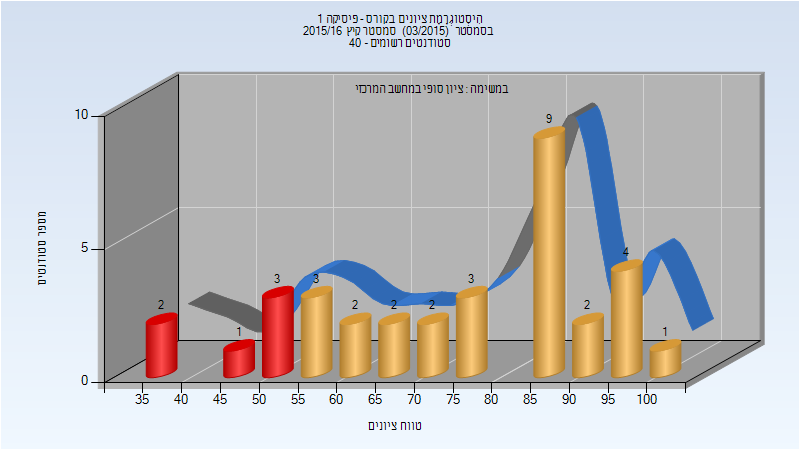 היסטוגרמת ציונים בקורס - פיסיקה 1
בסמסטר (03/2015) סמסטר קיץ 2015/16
סטודנטים רשומים - 40
במשימה : ציון סופי במחשב המרכזי
מספר סטודנטים
10
5
0
2
1
3
3
2
2
2
3
9
2
4
1
35 40 45 50 55 60 65 70 75 80 85 90 95 100
טווח ציונים